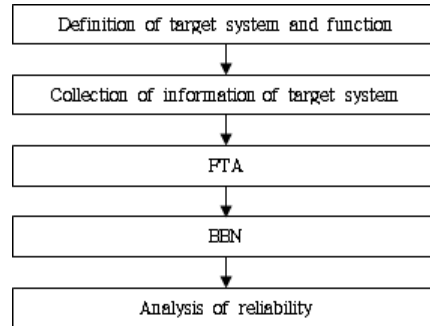 Definition of target system and function
Collection of information of target system
FTA
BBN
Analysis of reliability